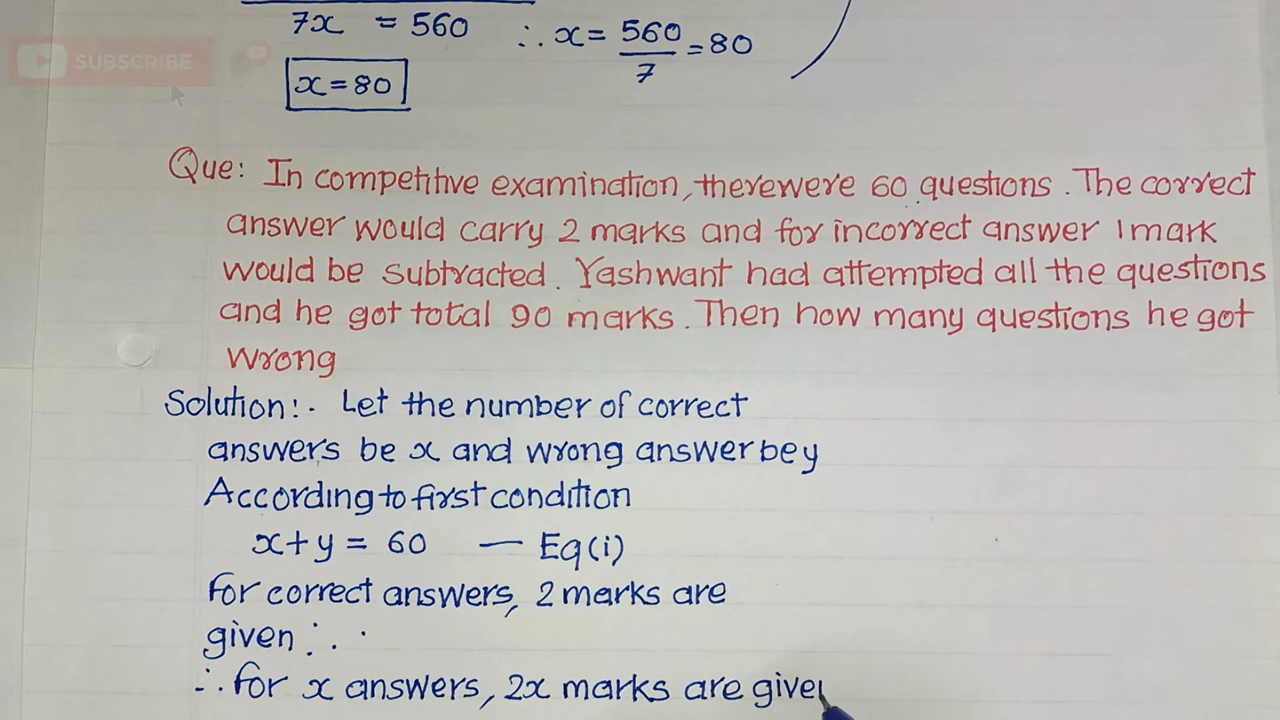 7x = 560 ∴ x = 560/7 = 80
SUBSCRIBE
x = 80
Que: In competitive examination, there were 60 questions. The correct
answer would carry 2 marks and for incorrect answer 1 mark
would be subtracted. Yashwant had attempted all the questions
and he got total 90 marks. Then how many questions he got
wrong
Solution:. Let the number of correct
answers be x and wrong answer be y
According to first condition
x+y = 60 — Eq(i)
For correct answers, 2 marks are
given ∴ .
∴ For x answers, 2x marks are give